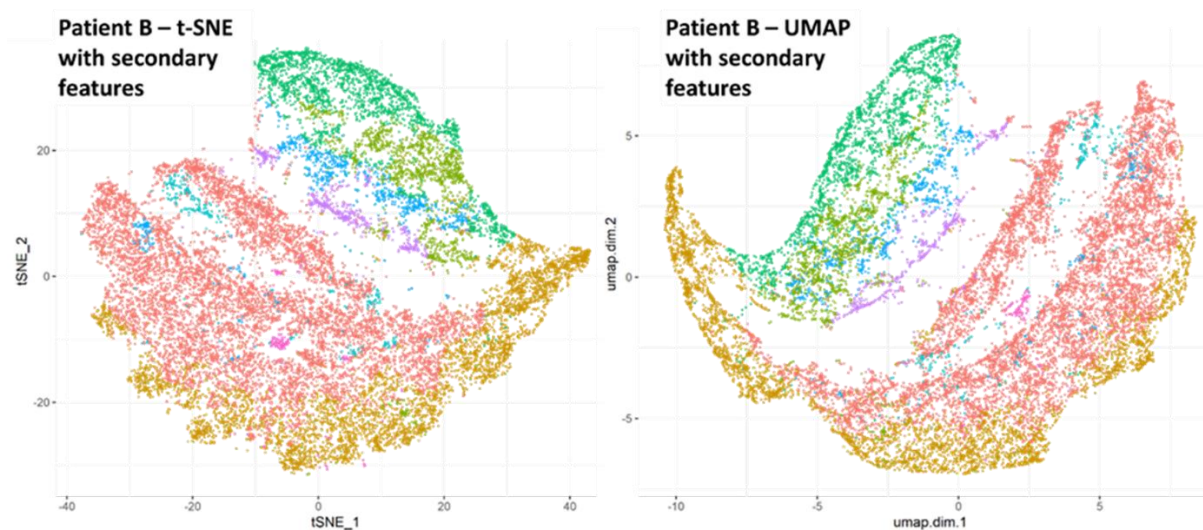 Patient B – t-SNE
with secondary
features
20
0
-20
tSNE_2
-40
-20
0
20
40
tSNE_1
Patient B – UMAP
with secondary
features
5
0
-5
umap.dim.2
-10
-5
0
5
umap.dim.1